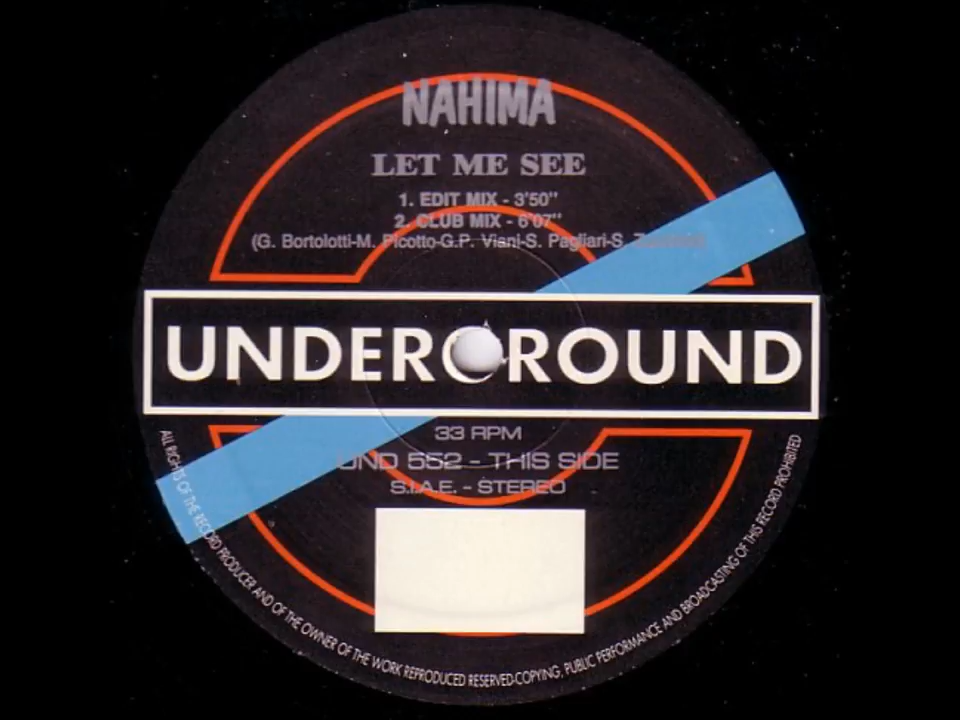 NAHIMA
LET ME SEE
1. EDIT MIX - 3'50"
2. CLUB MIX - 6'07"
(G. Bortolotti-M. Picotto-G.P. Viani-S. Pagliari-S.
UNDERGROUND
33 RPM
UND 552 - THIS SIDE
S.I.A.E. - STEREO
ALL RIGHTS OF THE RECORD PRODUCER AND OF THE OWNER OF THE WORK REPRODUCED RESERVED-COPYING, PUBLIC PERFORMANCE AND BROADCASTING OF THIS RECORD PROHIBITED